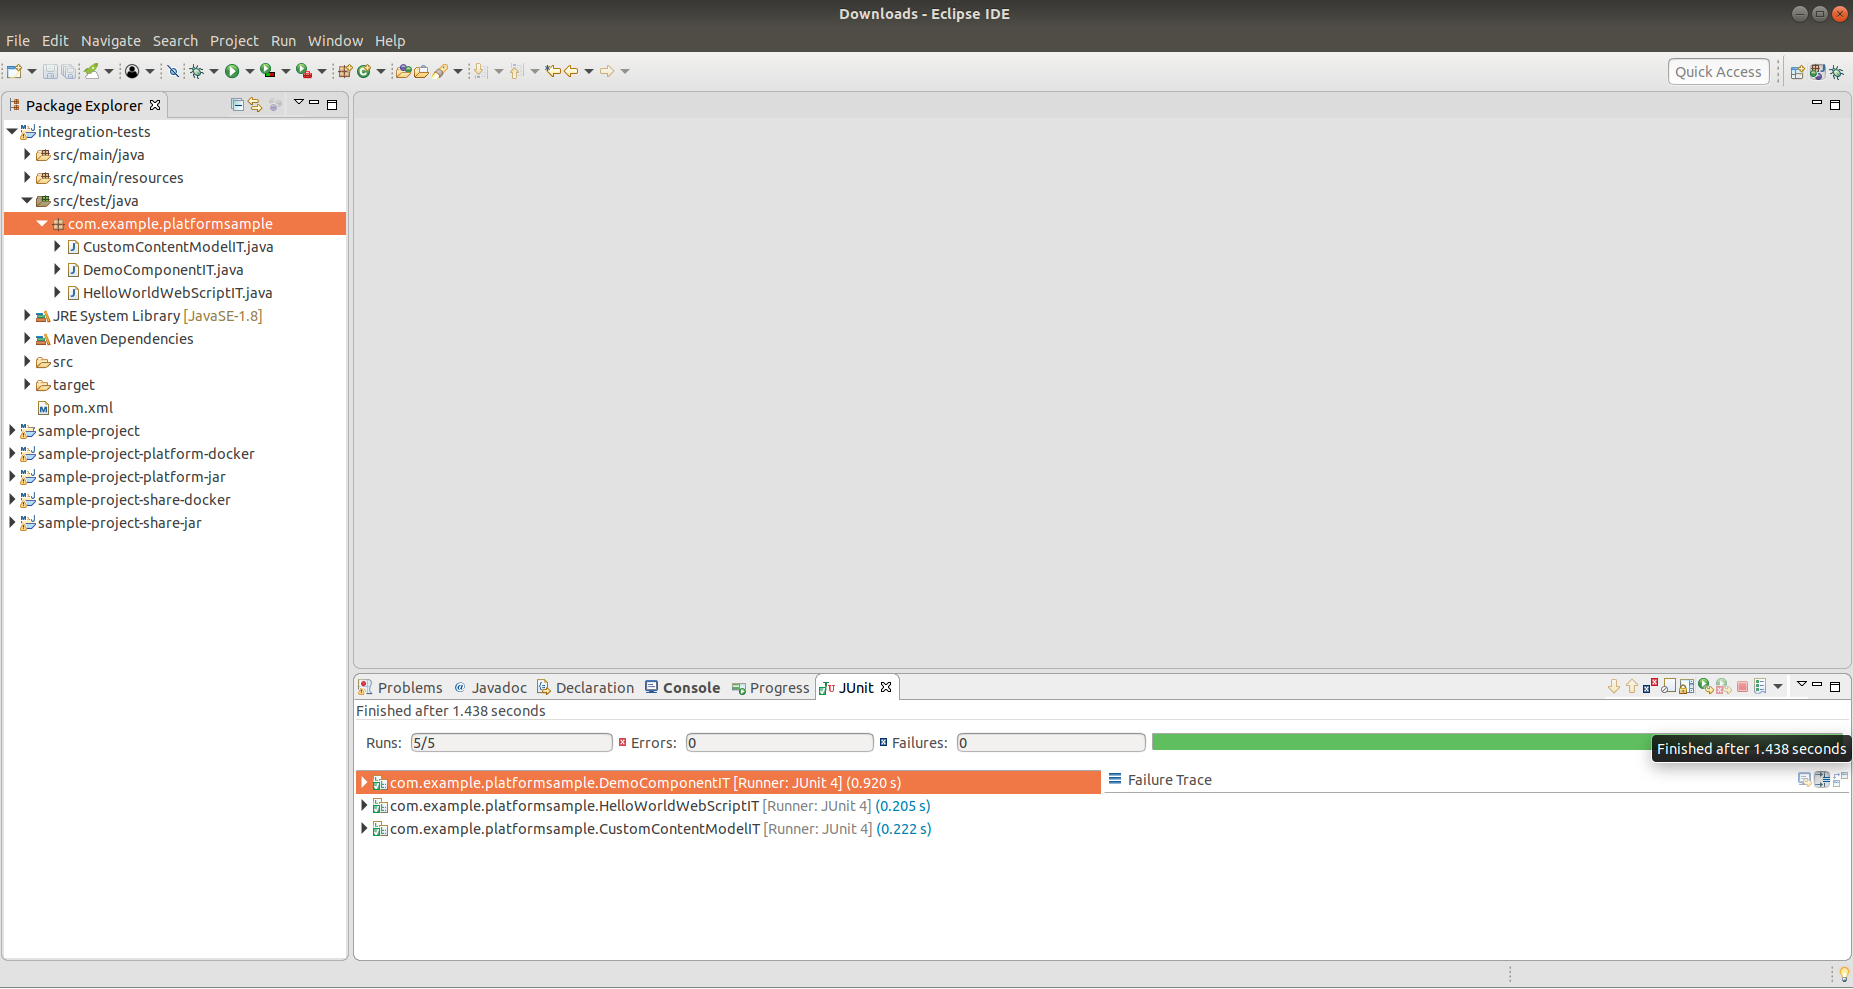 Downloads - Eclipse IDE
File Edit Navigate Search Project Run Window Help
Quick Access
Package Explorer
integration-tests
src/main/java
src/main/resources
src/test/java
com.example.platformsample
CustomContentModelIT.java
DemoComponentIT.java
HelloWorldWebScriptIT.java
JRE System Library [JavaSE-1.8]
Maven Dependencies
src
target
pom.xml
sample-project
sample-project-platform-docker
sample-project-platform-jar
sample-project-share-docker
sample-project-share-jar
Problems @ Javadoc Declaration Console Progress JUnit
Finished after 1.438 seconds
Runs: 5/5 Errors: 0 Failures: 0
Finished after 1.438 seconds
com.example.platformsample.DemoComponentIT [Runner: JUnit 4] (0.920 s)
com.example.platformsample.HelloWorldWebScriptIT [Runner: JUnit 4] (0.205 s)
com.example.platformsample.CustomContentModelIT [Runner: JUnit 4] (0.222 s)
Failure Trace